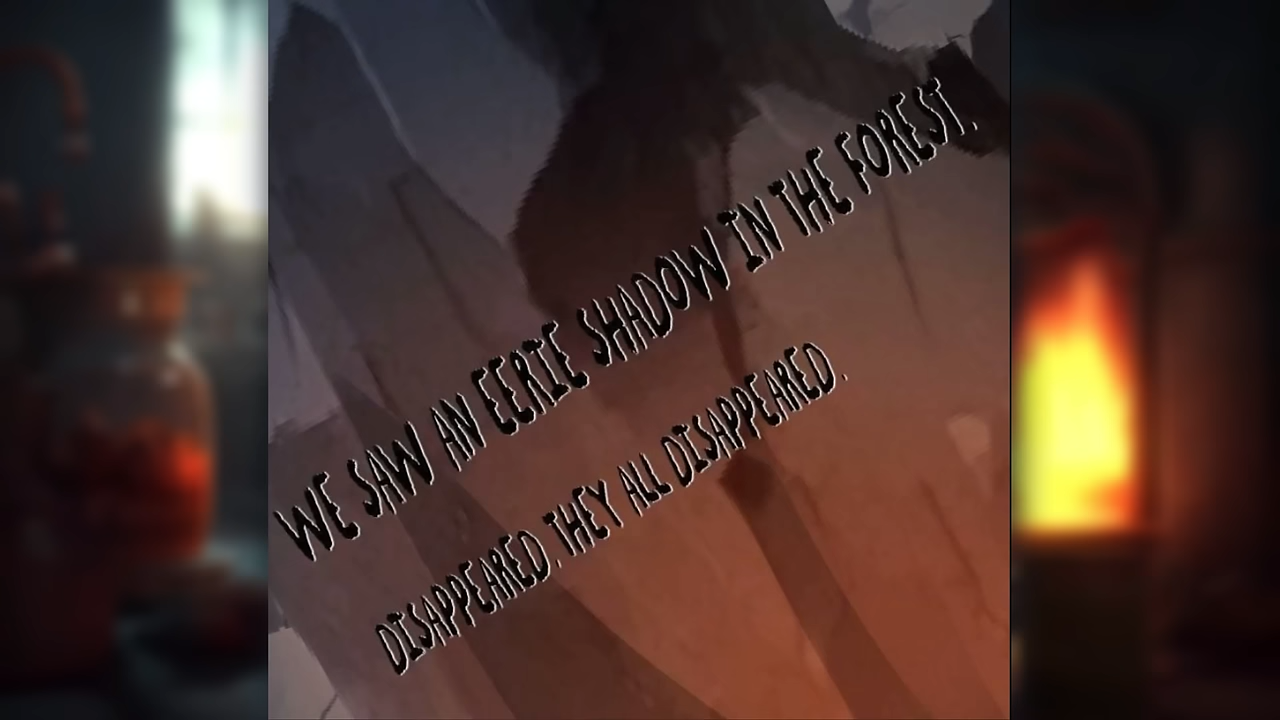 WE SAW AN EERIE SHADOW IN THE FOREST.
DISAPPEARED. THEY ALL DISAPPEARED.